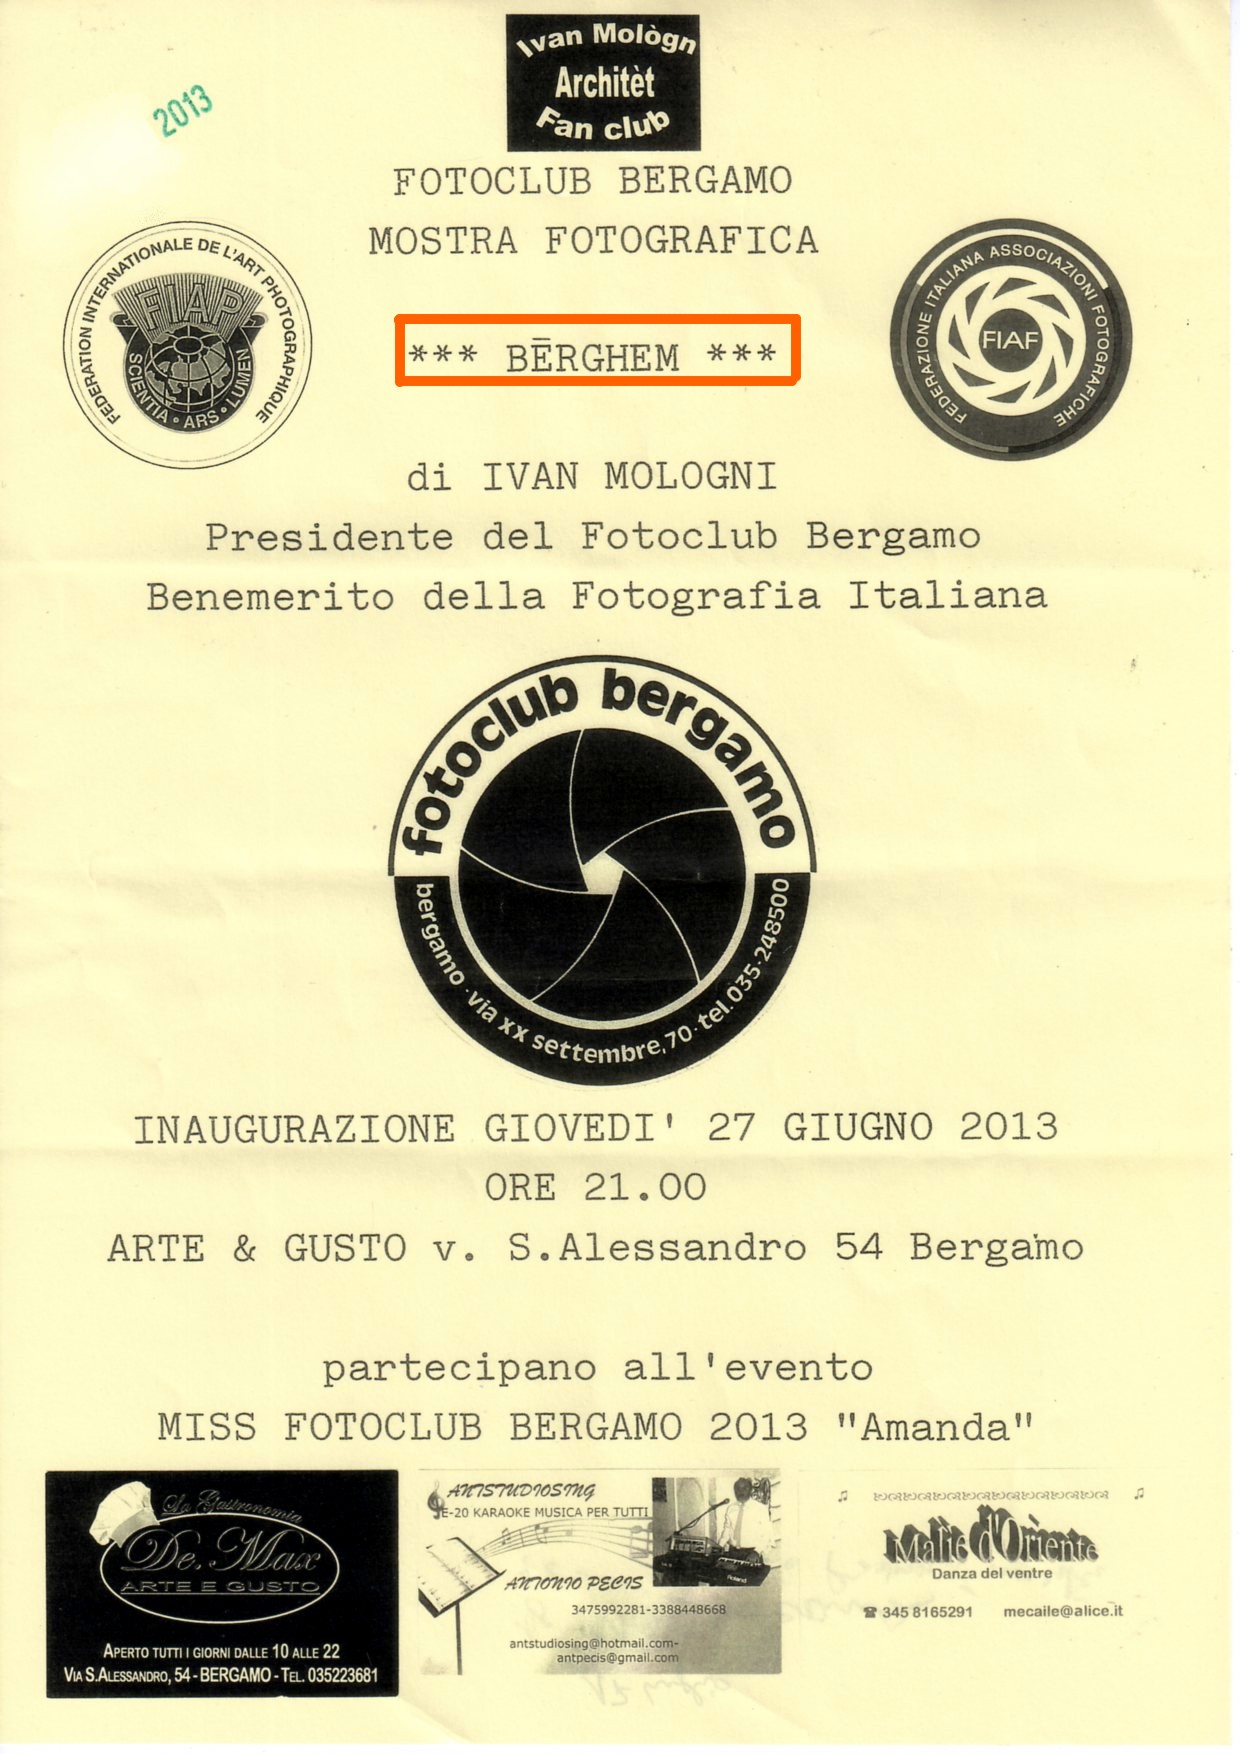 Ivan Mològn
Architèt
Fan club
2013
FOTOCLUB BERGAMO
MOSTRA FOTOGRAFICA
FEDERATION INTERNATIONALE DE L'ART PHOTOGRAPHIQUE
FIAP
SCIENTIA • ARS • LUMEN
FEDERAZIONE ITALIANA ASSOCIAZIONI FOTOGRAFICHE
FIAF
*** BĒRGHEM ***
di IVAN MOLOGNI
Presidente del Fotoclub Bergamo
Benemerito della Fotografia Italiana
fotoclub bergamo
bergamo · via xx settembre, 70 · tel. 035 · 248500
INAUGURAZIONE GIOVEDI' 27 GIUGNO 2013
ORE 21.00
ARTE & GUSTO v. S.Alessandro 54 Bergamo
partecipano all'evento
MISS FOTOCLUB BERGAMO 2013 "Amanda"
La Gastronomia
De. Max
ARTE E GUSTO
APERTO TUTTI I GIORNI DALLE 10 ALLE 22
VIA S.ALESSANDRO, 54 - BERGAMO - TEL. 035223681
ANTSTUDIOSING
E-20 KARAOKE MUSICA PER TUTTI
Roland
ANTONIO PECIS
3475992281-3388448668
antstudiosing@hotmail.com-
antpecis@gmail.com
Maliè d'Oriente
Danza del ventre
☎ 345 8165291 mecaile@alice.it